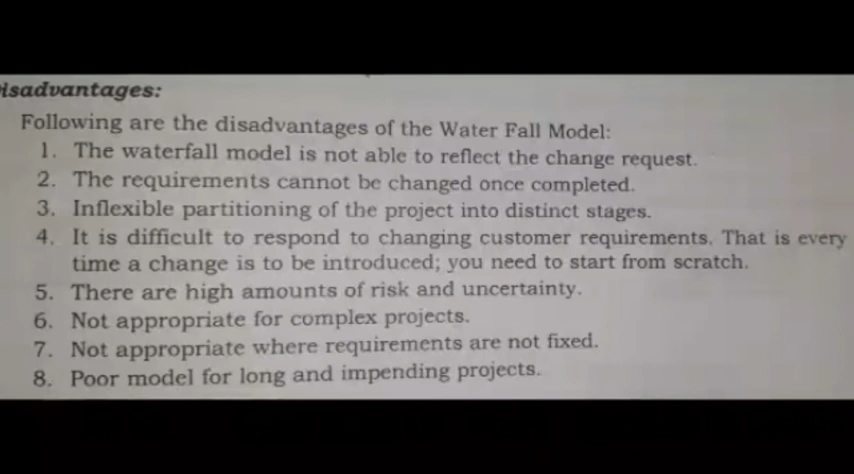 isadvantages:
Following are the disadvantages of the Water Fall Model:
1. The waterfall model is not able to reflect the change request.
2. The requirements cannot be changed once completed.
3. Inflexible partitioning of the project into distinct stages.
4. It is difficult to respond to changing customer requirements. That is every
time a change is to be introduced; you need to start from scratch.
5. There are high amounts of risk and uncertainty.
6. Not appropriate for complex projects.
7. Not appropriate where requirements are not fixed.
8. Poor model for long and impending projects.